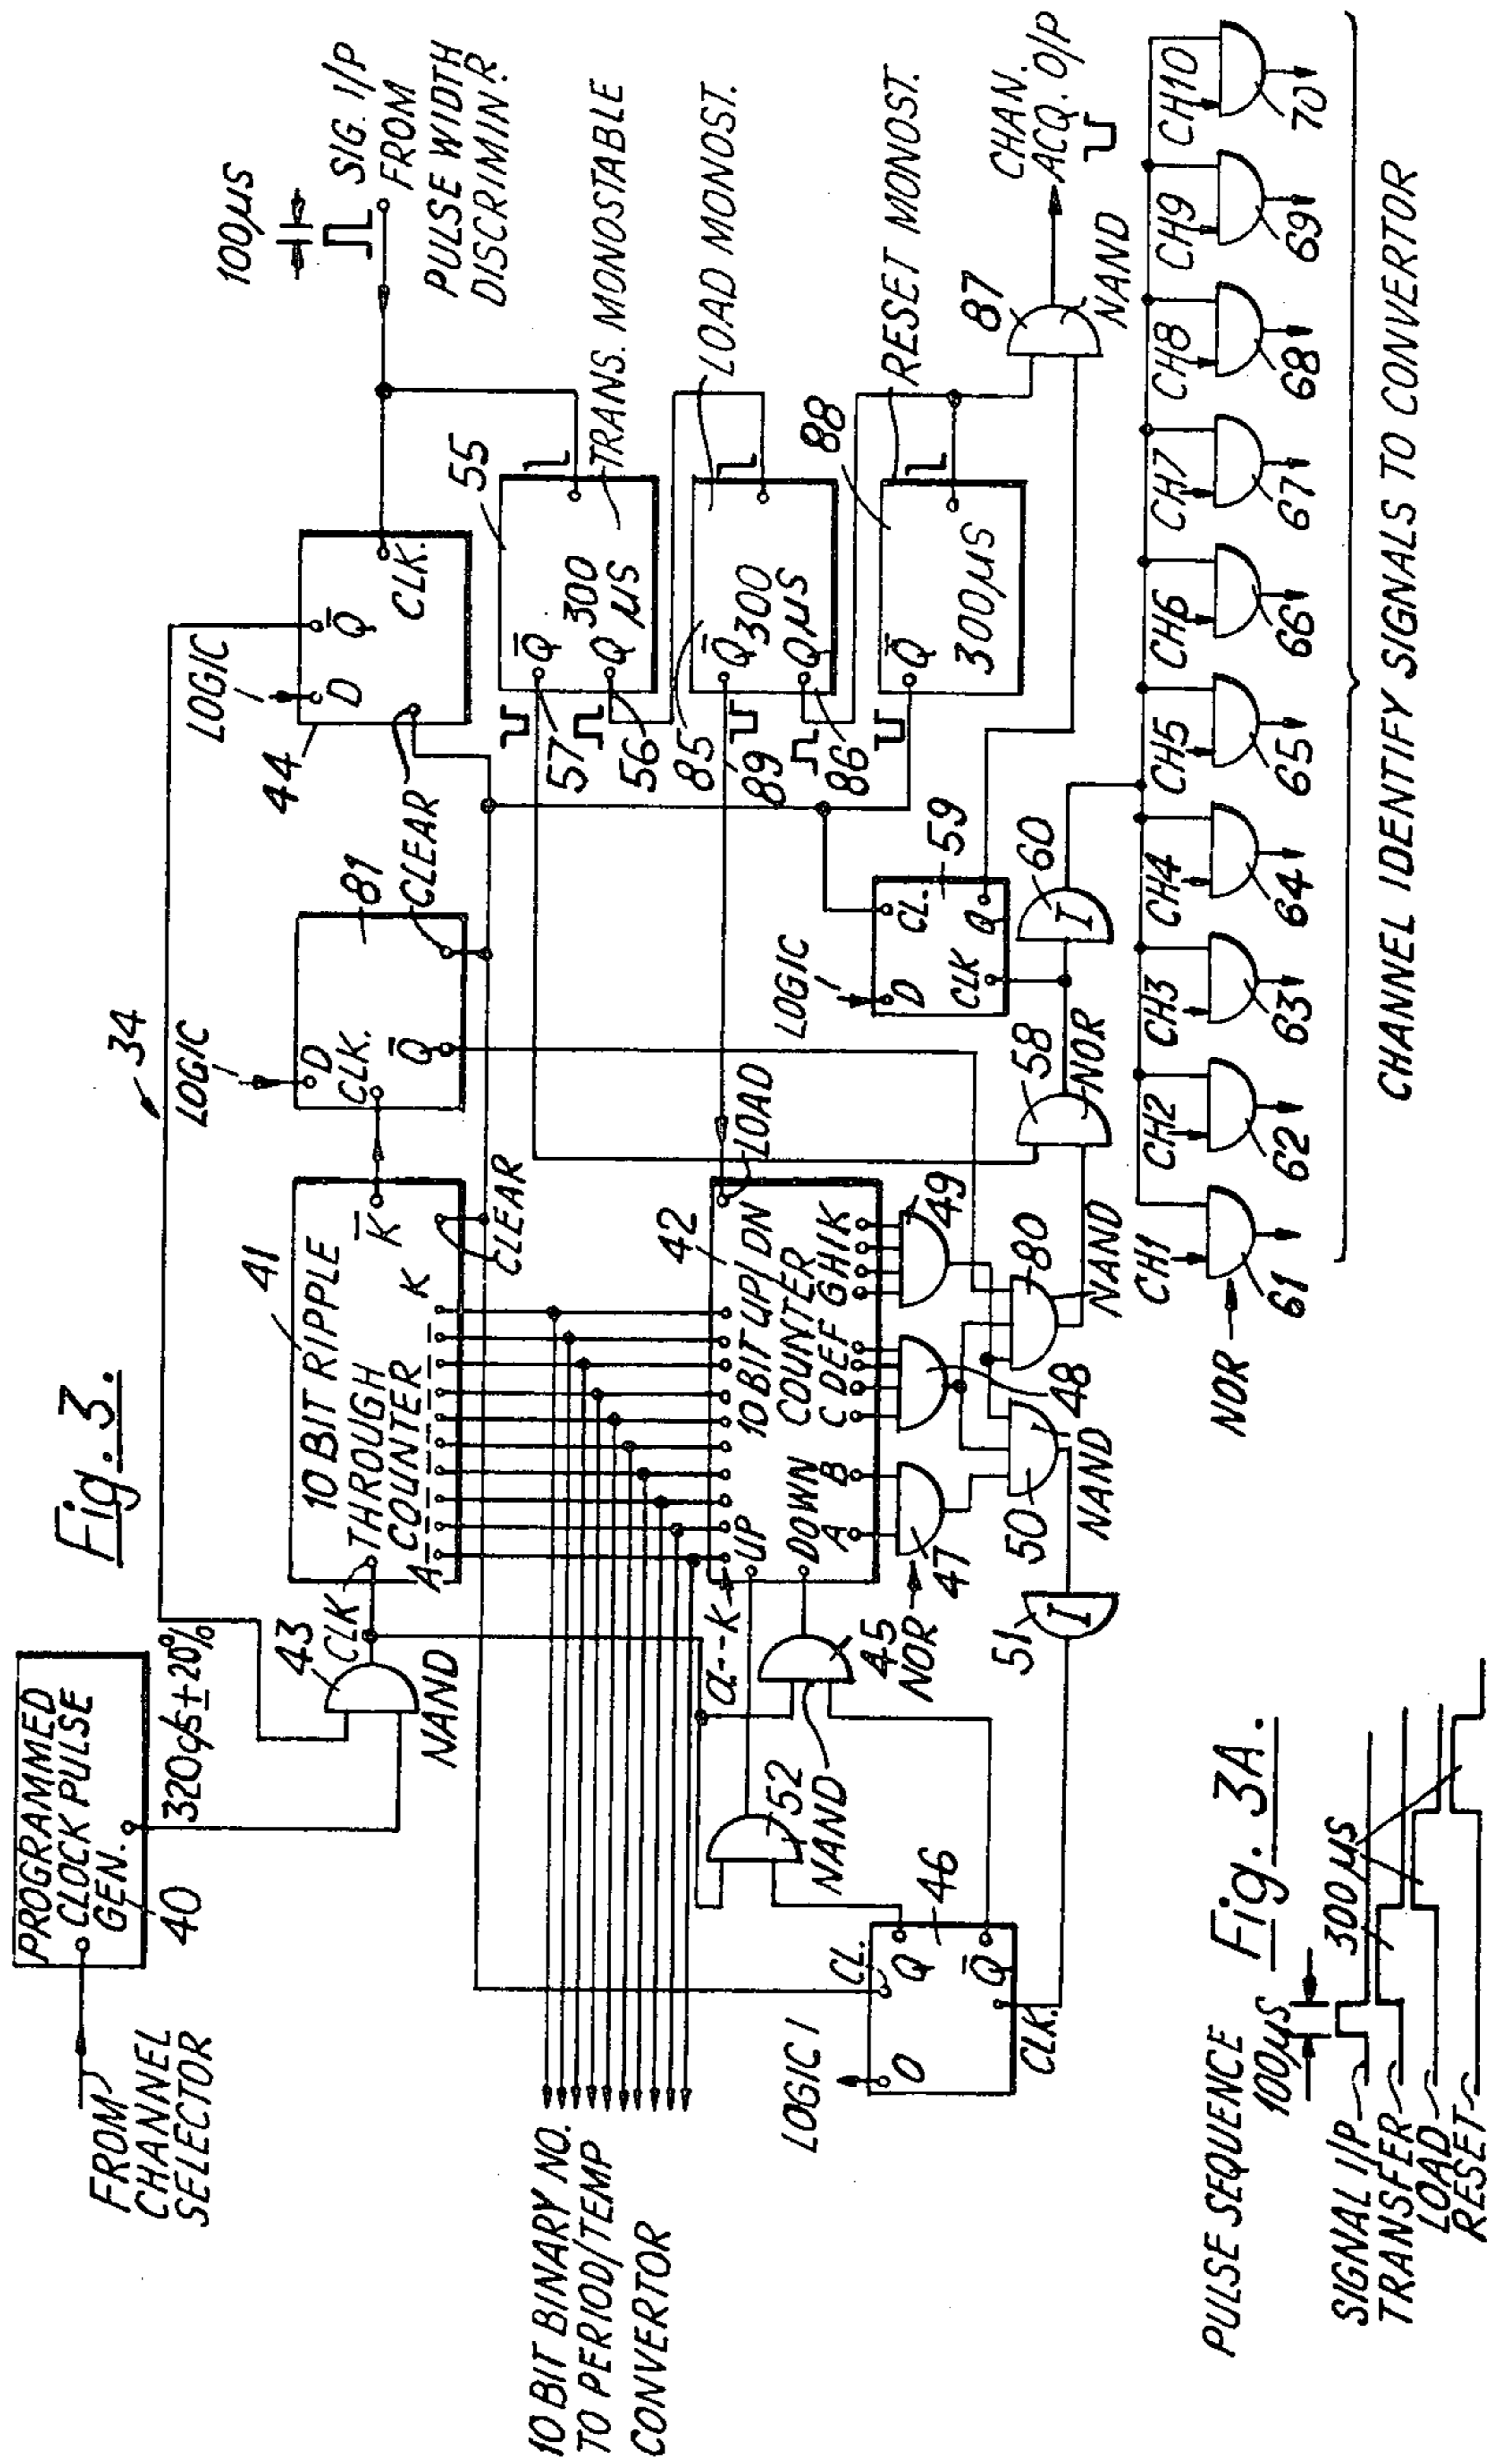 Fig. 3.
34
FROM
CHANNEL
SELECTOR
PROGRAMMED
CLOCK PULSE
GEN.
40
320c/s±20%
43
CLK
NAND
41
10 BIT RIPPLE
THROUGH
COUNTER
A
K
K̅
CLEAR
LOGIC 1
D
CLK.
Q̅
81
CLEAR
LOGIC 1
D
Q̅
CLK.
44
100µS
SIG. I/P
FROM
PULSE WIDTH
DISCRIMIN'R.
55
Q̅
300
µS
Q
57
56
TRANS. MONOSTABLE
LOAD MONOST.
85
Q̅
300
µS
Q
89
86
88
RESET MONOST.
Q̅
300µS
10 BIT BINARY NO.
TO PERIOD/TEMP
CONVERTOR
a--K
42
UP
10 BIT UP/DN
COUNTER
DOWN
LOAD
A B C D E F G H I K
45
NOR
52
NAND
47
48
49
50
NAND
80
NAND
51
I
LOGIC 1
D
CL.
Q
Q̅
46
CLK.
58
NOR
LOGIC 1
D
CL.
CLK
Q
59
60
I
87
NAND
CHAN.
ACQ. O/P
NOR
CH1
CH2
CH3
CH4
CH5
CH6
CH7
CH8
CH9
CH10
61
62
63
64
65
66
67
68
69
70
CHANNEL IDENTIFY SIGNALS TO CONVERTOR
Fig. 3A.
PULSE SEQUENCE
100µS
300µS
SIGNAL I/P
TRANSFER
LOAD
RESET